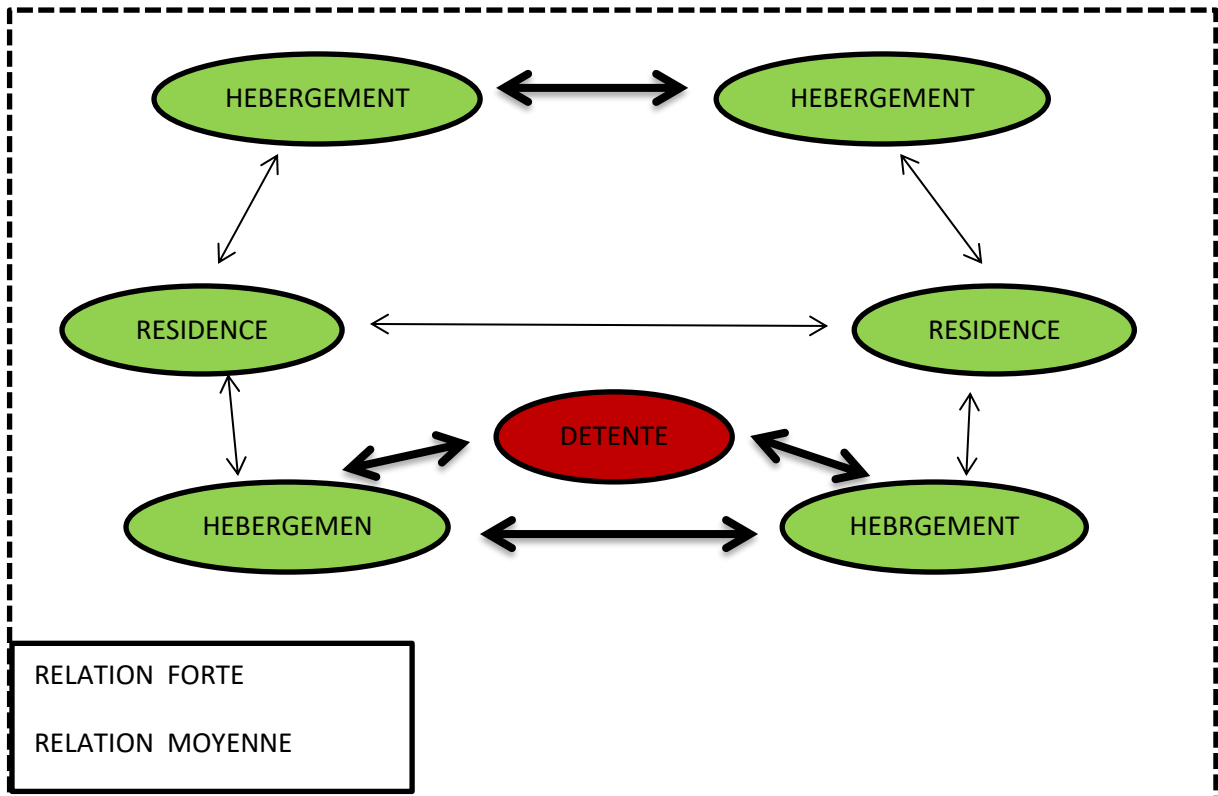 HEBERGEMENT
HEBERGEMENT
RESIDENCE
RESIDENCE
DETENTE
HEBERGEMEN
HEBRGEMENT
RELATION FORTE
RELATION MOYENNE